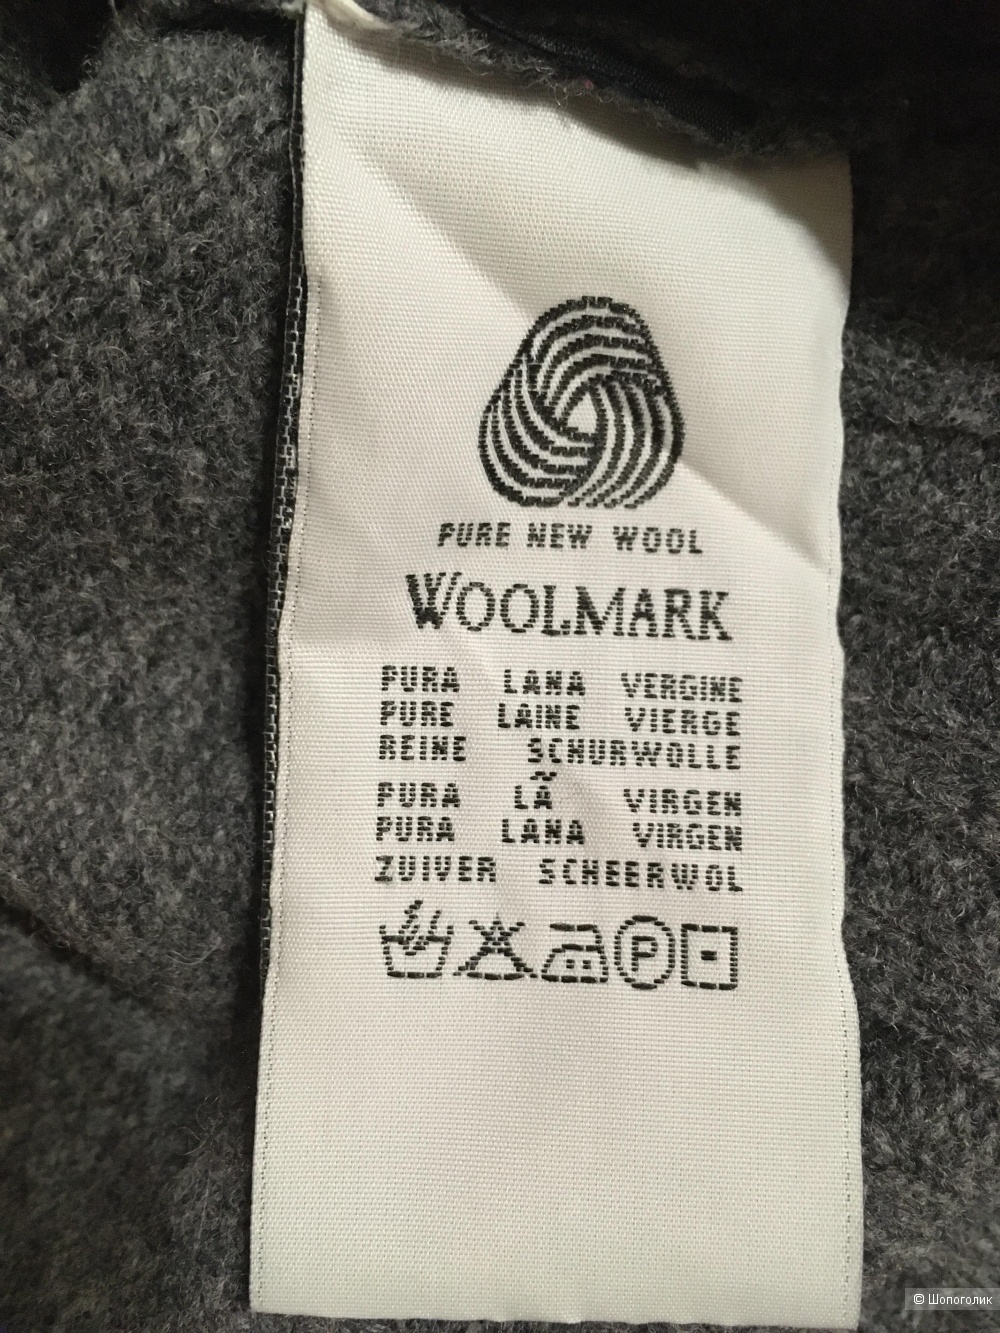 PURE NEW WOOL
WOOLMARK
PURA LANA VERGINE
PURE LAINE VIERGE
REINE SCHURWOLLE
PURA LÃ VIRGEN
PURA LANA VIRGEN
ZUIVER SCHEERWOL
P
© Шопоголик